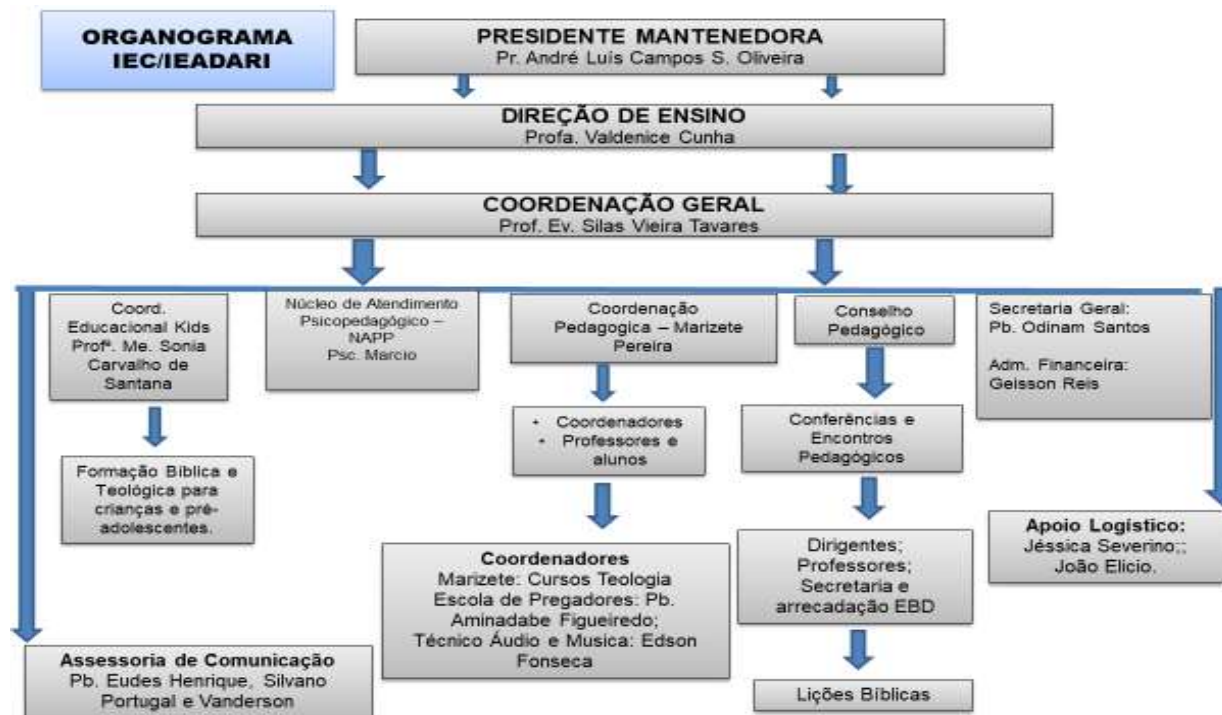 ORGANOGRAMA
IEC/IEADARI
PRESIDENTE MANTENEDORA
Pr. André Luís Campos S. Oliveira
DIREÇÃO DE ENSINO
Profa. Valdenice Cunha
COORDENAÇÃO GERAL
Prof. Ev. Silas Vieira Tavares
Coord.
Educacional Kids
Profª. Me. Sonia
Carvalho de
Santana
Núcleo de Atendimento
Psicopedagógico –
NAPP
Psc. Marcio
Coordenação
Pedagogica – Marizete
Pereira
Conselho
Pedagógico
Secretaria Geral:
Pb. Odinam Santos
Adm. Financeira:
Geisson Reis
• Coordenadores
• Professores e
alunos
Conferências e
Encontros
Pedagógicos
Formação Bíblica e
Teológica para
crianças e pré-
adolescentes.
Apoio Logístico:
Jéssica Severino;;
João Elicio.
Coordenadores
Marizete: Cursos Teologia
Escola de Pregadores: Pb.
Aminadabe Figueiredo;
Técnico Áudio e Musica: Edson
Fonseca
Dirigentes;
Professores;
Secretaria e
arrecadação EBD
Assessoria de Comunicação
Pb. Eudes Henrique, Silvano
Portugal e Vanderson
Lições Bíblicas